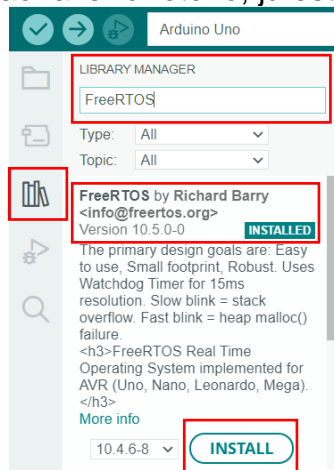 Arduino Uno
LIBRARY MANAGER
FreeRTOS
Type: All
Topic: All
FreeRTOS by Richard Barry
<info@freertos.org>
Version 10.5.0-0 INSTALLED
The primary design goals are: Easy
to use, Small footprint, Robust. Uses
Watchdog Timer for 15ms
resolution. Slow blink = stack
overflow. Fast blink = heap malloc()
failure.
<h3>FreeRTOS Real Time
Operating System implemented for
AVR (Uno, Nano, Leonardo, Mega).
</h3>
More info
10.4.6-8 INSTALL